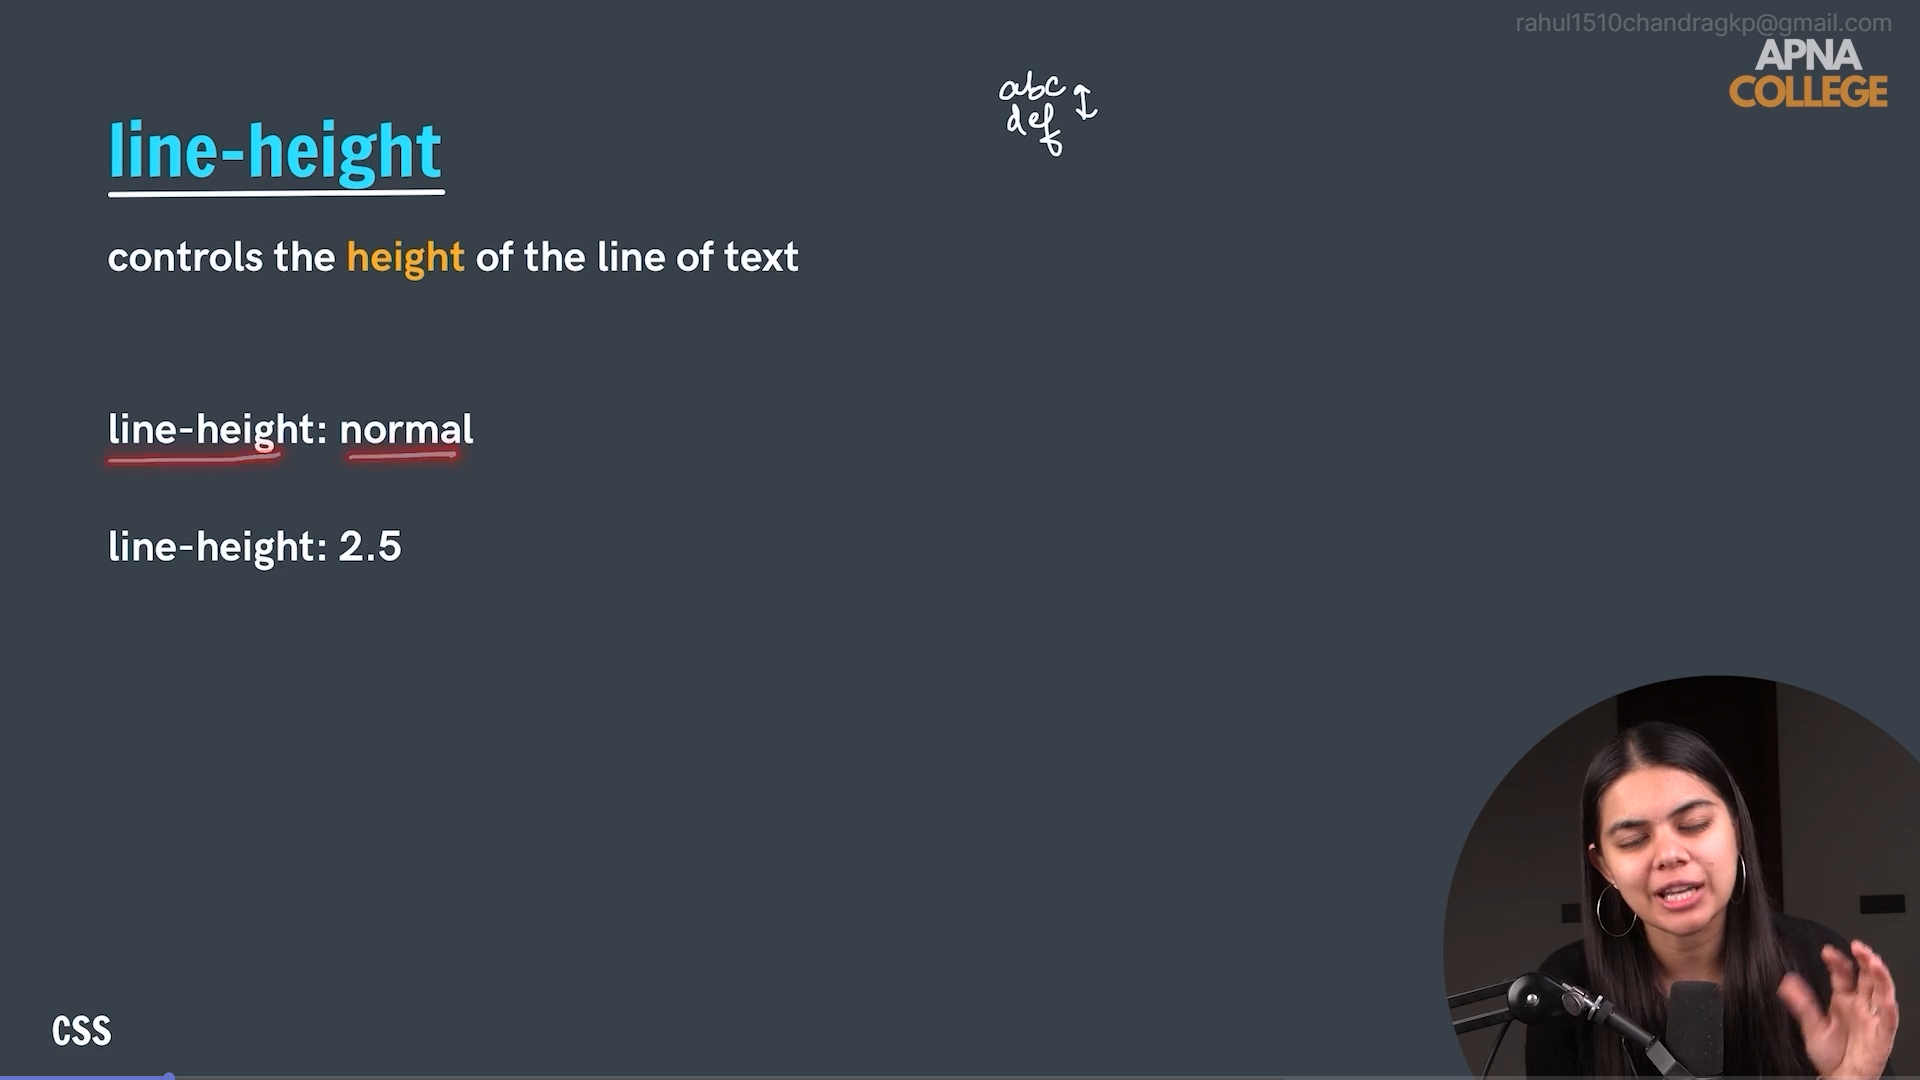 rahul1510chandragkp@gmail.com
APNA
COLLEGE
abc
def
line-height
controls the height of the line of text
line-height: normal
line-height: 2.5
CSS